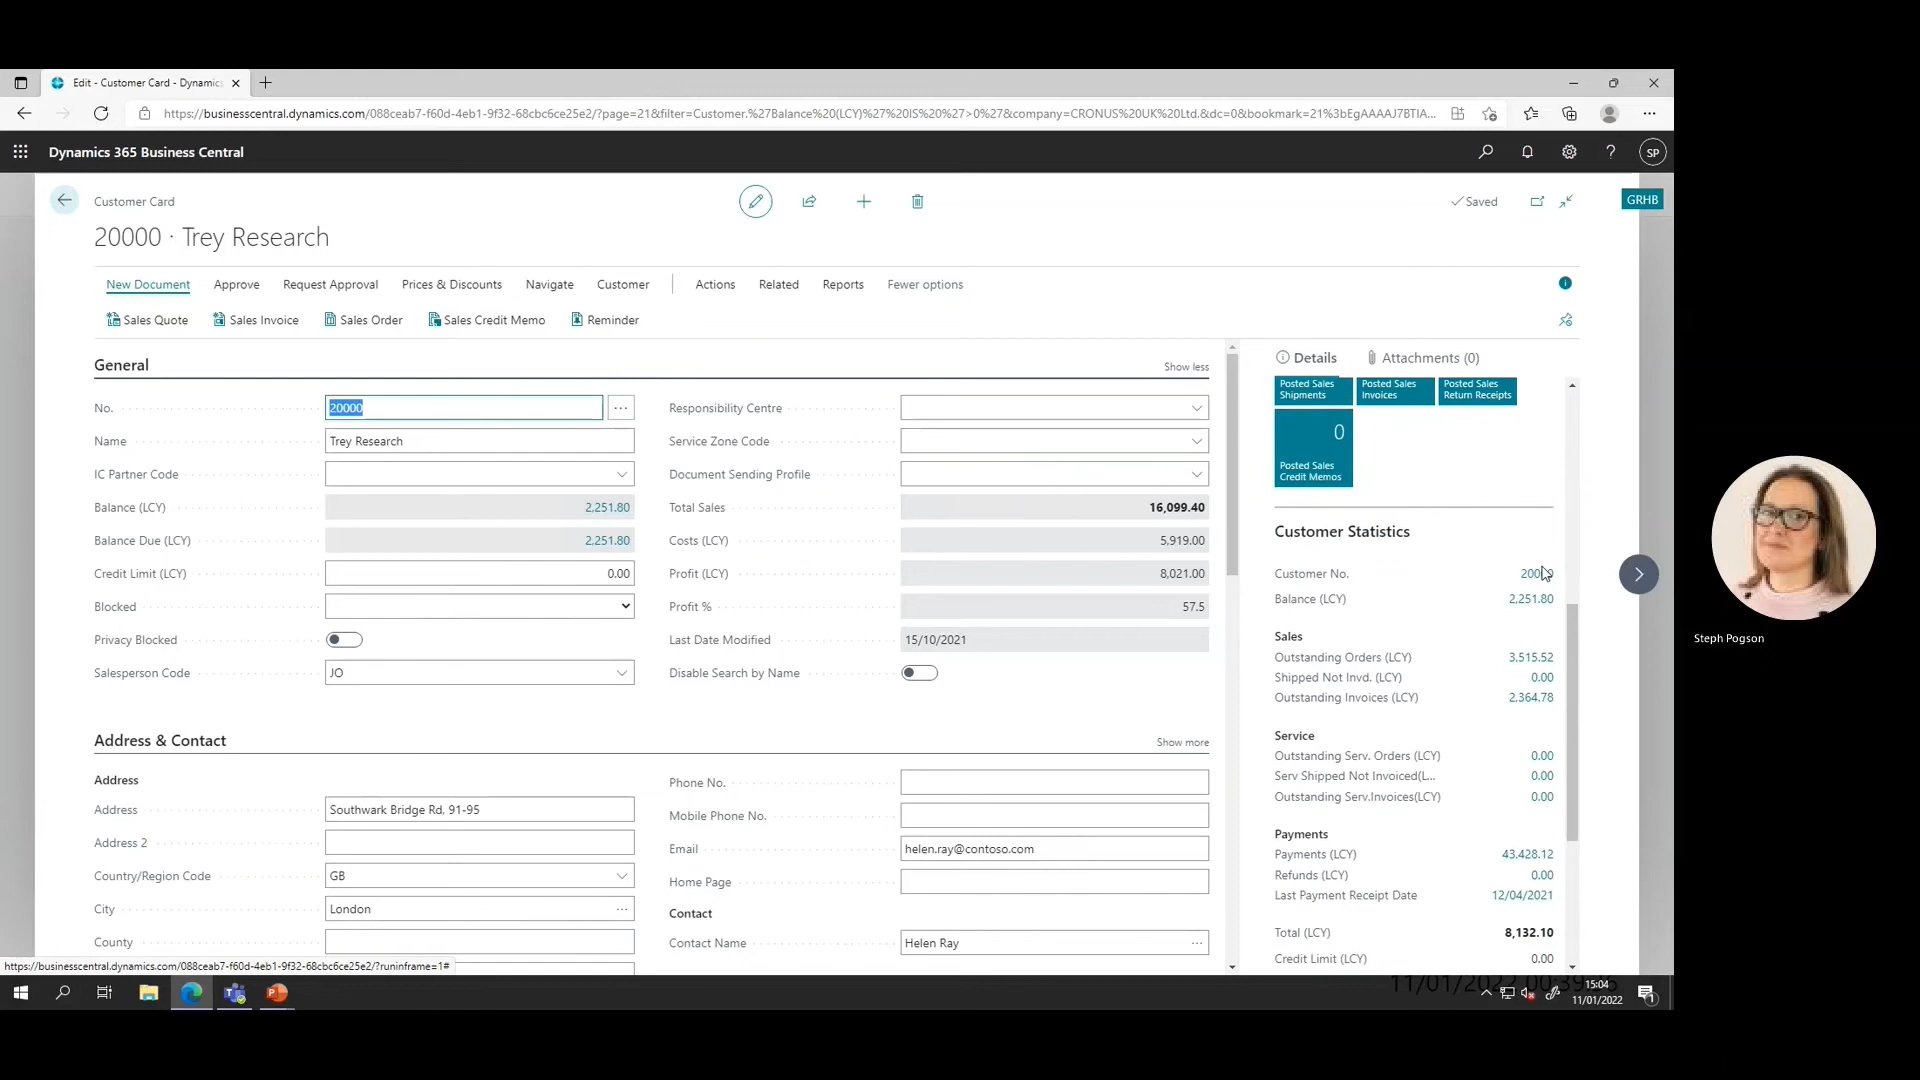 Edit - Customer Card - Dynamics
https://businesscentral.dynamics.com/088ceab7-f60d-4eb1-9f32-68cbc6ce25e2/?page=21&filter=Customer.%27Balance%20(LCY)%27%20IS%20%27>0%27&company=CRONUS%20UK%20Ltd.&dc=0&bookmark=21%3bEgAAAAJ7BTIA...
Dynamics 365 Business Central
SP
Customer Card
Saved
GRHB
20000 · Trey Research
New Document Approve Request Approval Prices & Discounts Navigate Customer Actions Related Reports Fewer options
Sales Quote Sales Invoice Sales Order Sales Credit Memo Reminder
General
Show less
No. 20000
Name Trey Research
IC Partner Code
Balance (LCY) 2,251.80
Balance Due (LCY) 2,251.80
Credit Limit (LCY) 0.00
Blocked
Privacy Blocked
Salesperson Code JO
Responsibility Centre
Service Zone Code
Document Sending Profile
Total Sales 16,099.40
Costs (LCY) 5,919.00
Profit (LCY) 8,021.00
Profit % 57.5
Last Date Modified 15/10/2021
Disable Search by Name
Address & Contact
Show more
Address
Address Southwark Bridge Rd, 91-95
Address 2
Country/Region Code GB
City London
County
Phone No.
Mobile Phone No.
Email helen.ray@contoso.com
Home Page
Contact
Contact Name Helen Ray
Details Attachments (0)
Posted Sales Shipments
Posted Sales Invoices
Posted Sales Return Receipts
0
Posted Sales Credit Memos
Customer Statistics
Customer No.
Balance (LCY) 2,251.80
Sales
Outstanding Orders (LCY) 3,515.52
Shipped Not Invd. (LCY) 0.00
Outstanding Invoices (LCY) 2,364.78
Service
Outstanding Serv. Orders (LCY) 0.00
Serv Shipped Not Invoiced(L... 0.00
Outstanding Serv.Invoices(LCY) 0.00
Payments
Payments (LCY) 43,428.12
Refunds (LCY) 0.00
Last Payment Receipt Date 12/04/2021
Total (LCY) 8,132.10
Credit Limit (LCY) 0.00
Steph Pogson
https://businesscentral.dynamics.com/088ceab7-f60d-4eb1-9f32-68cbc6ce25e2/?runinframe=1#
11/01/2022
15:04
11/01/2022
1